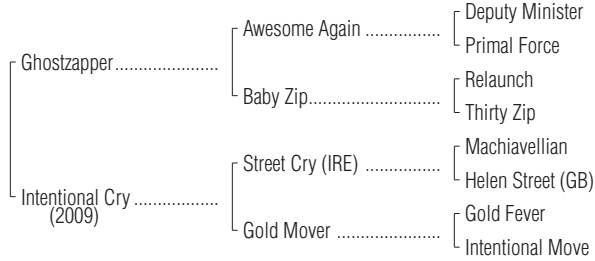 Deputy Minister
Awesome Again ..................
Primal Force
Ghostzapper......................
Relaunch
Baby Zip............................
Thirty Zip
Machiavellian
Street Cry (IRE) ................
Helen Street (GB)
Intentional Cry ..................
(2009)
Gold Fever
Gold Mover ......................
Intentional Move